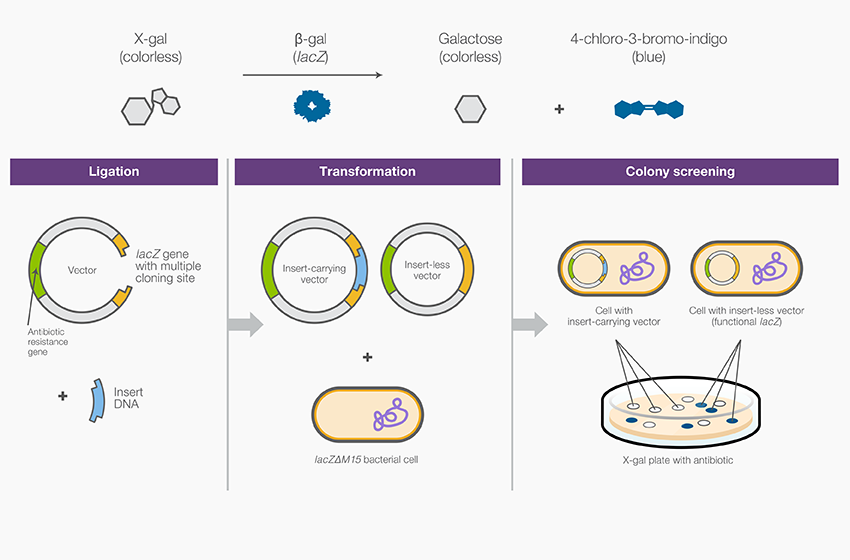 X-gal
(colorless)
β-gal
(lacZ)
Galactose
(colorless)
4-chloro-3-bromo-indigo
(blue)
+
Ligation
Transformation
Colony screening
Vector
lacZ gene
with multiple
cloning site
Antibiotic
resistance
gene
+
Insert
DNA
Insert-carrying
vector
Insert-less
vector
+
lacZΔM15 bacterial cell
Cell with
insert-carrying vector
Cell with insert-less vector
(functional lacZ)
X-gal plate with antibiotic